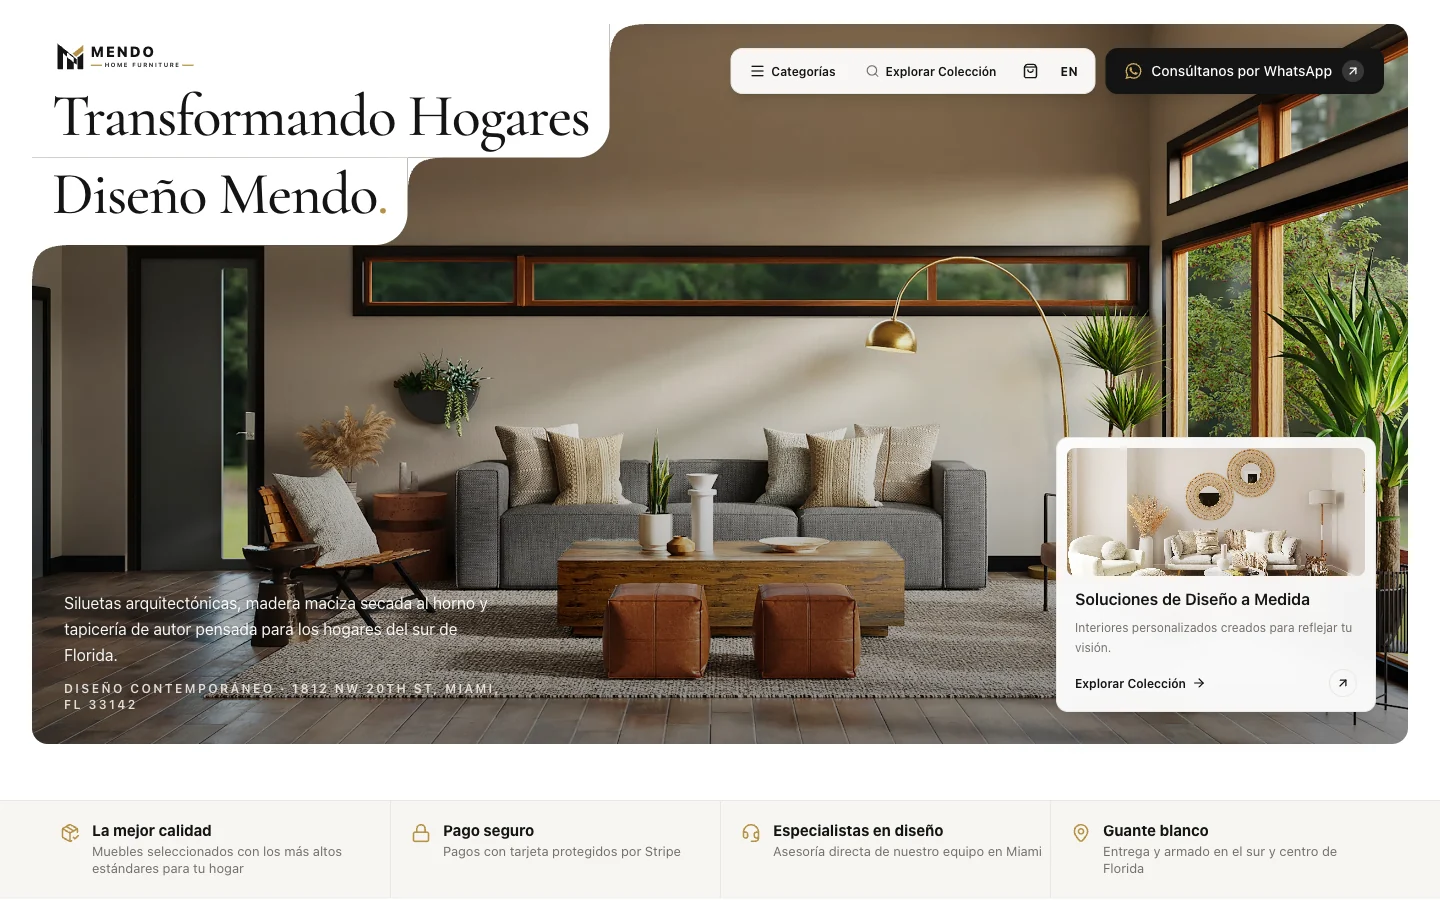 MENDO
HOME FURNITURE
Categorías
Explorar Colección
EN
Consúltanos por WhatsApp
Transformando Hogares
Diseño Mendo.
Siluetas arquitectónicas, madera maciza secada al horno y
tapicería de autor pensada para los hogares del sur de
Florida.
DISEÑO CONTEMPORÁNEO · 1812 NW 20TH ST, MIAMI,
FL 33142
Soluciones de Diseño a Medida
Interiores personalizados creados para reflejar tu
visión.
Explorar Colección
La mejor calidad
Muebles seleccionados con los más altos
estándares para tu hogar
Pago seguro
Pagos con tarjeta protegidos por Stripe
Especialistas en diseño
Asesoría directa de nuestro equipo en Miami
Guante blanco
Entrega y armado en el sur y centro de
Florida